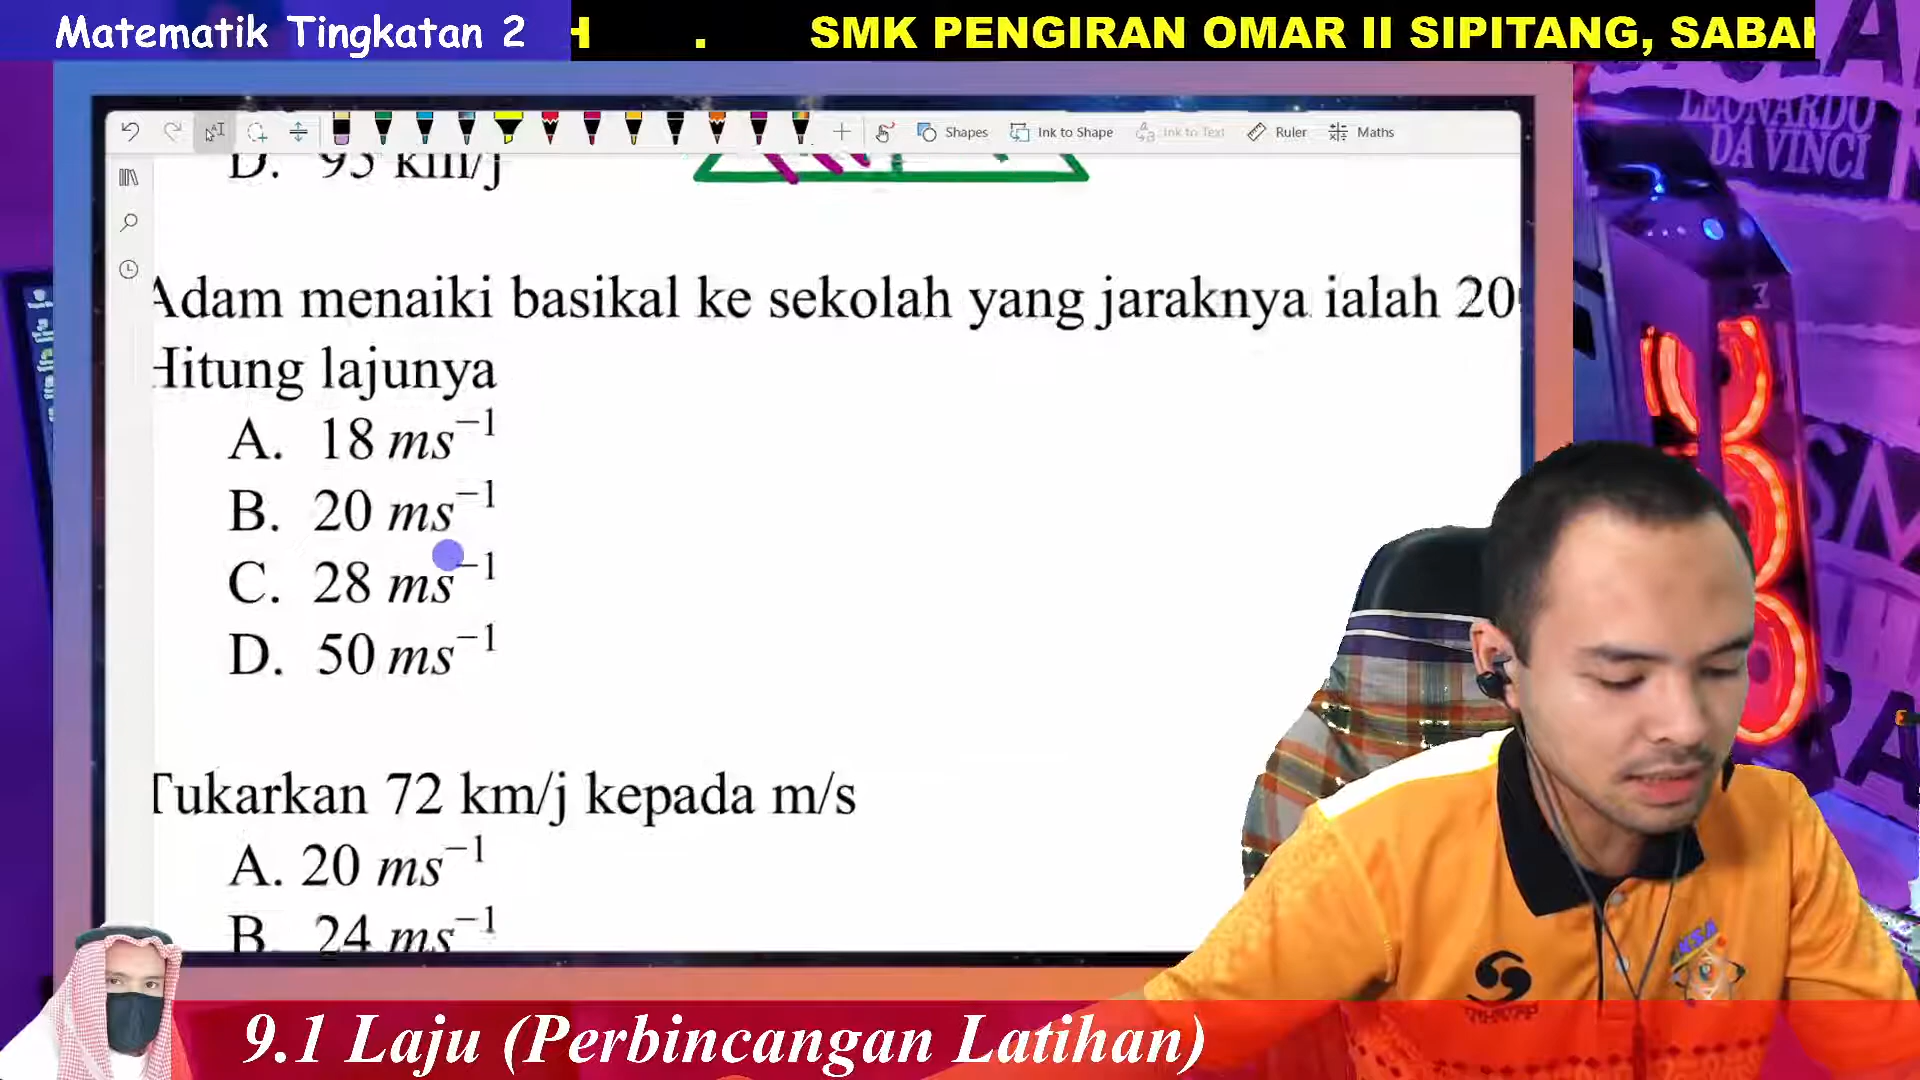 Matematik Tingkatan 2
H . SMK PENGIRAN OMAR II SIPITANG, SABAH
Shapes Ink to Shape Ink to Text Ruler Maths
D. 95 km/j
Adam menaiki basikal ke sekolah yang jaraknya ialah 20
Hitung lajunya
A. 18 ms⁻¹
B. 20 ms⁻¹
C. 28 ms⁻¹
D. 50 ms⁻¹
Tukarkan 72 km/j kepada m/s
A. 20 ms⁻¹
B. 24 ms⁻¹
9.1 Laju (Perbincangan Latihan)
LEONARDO
DA VINCI